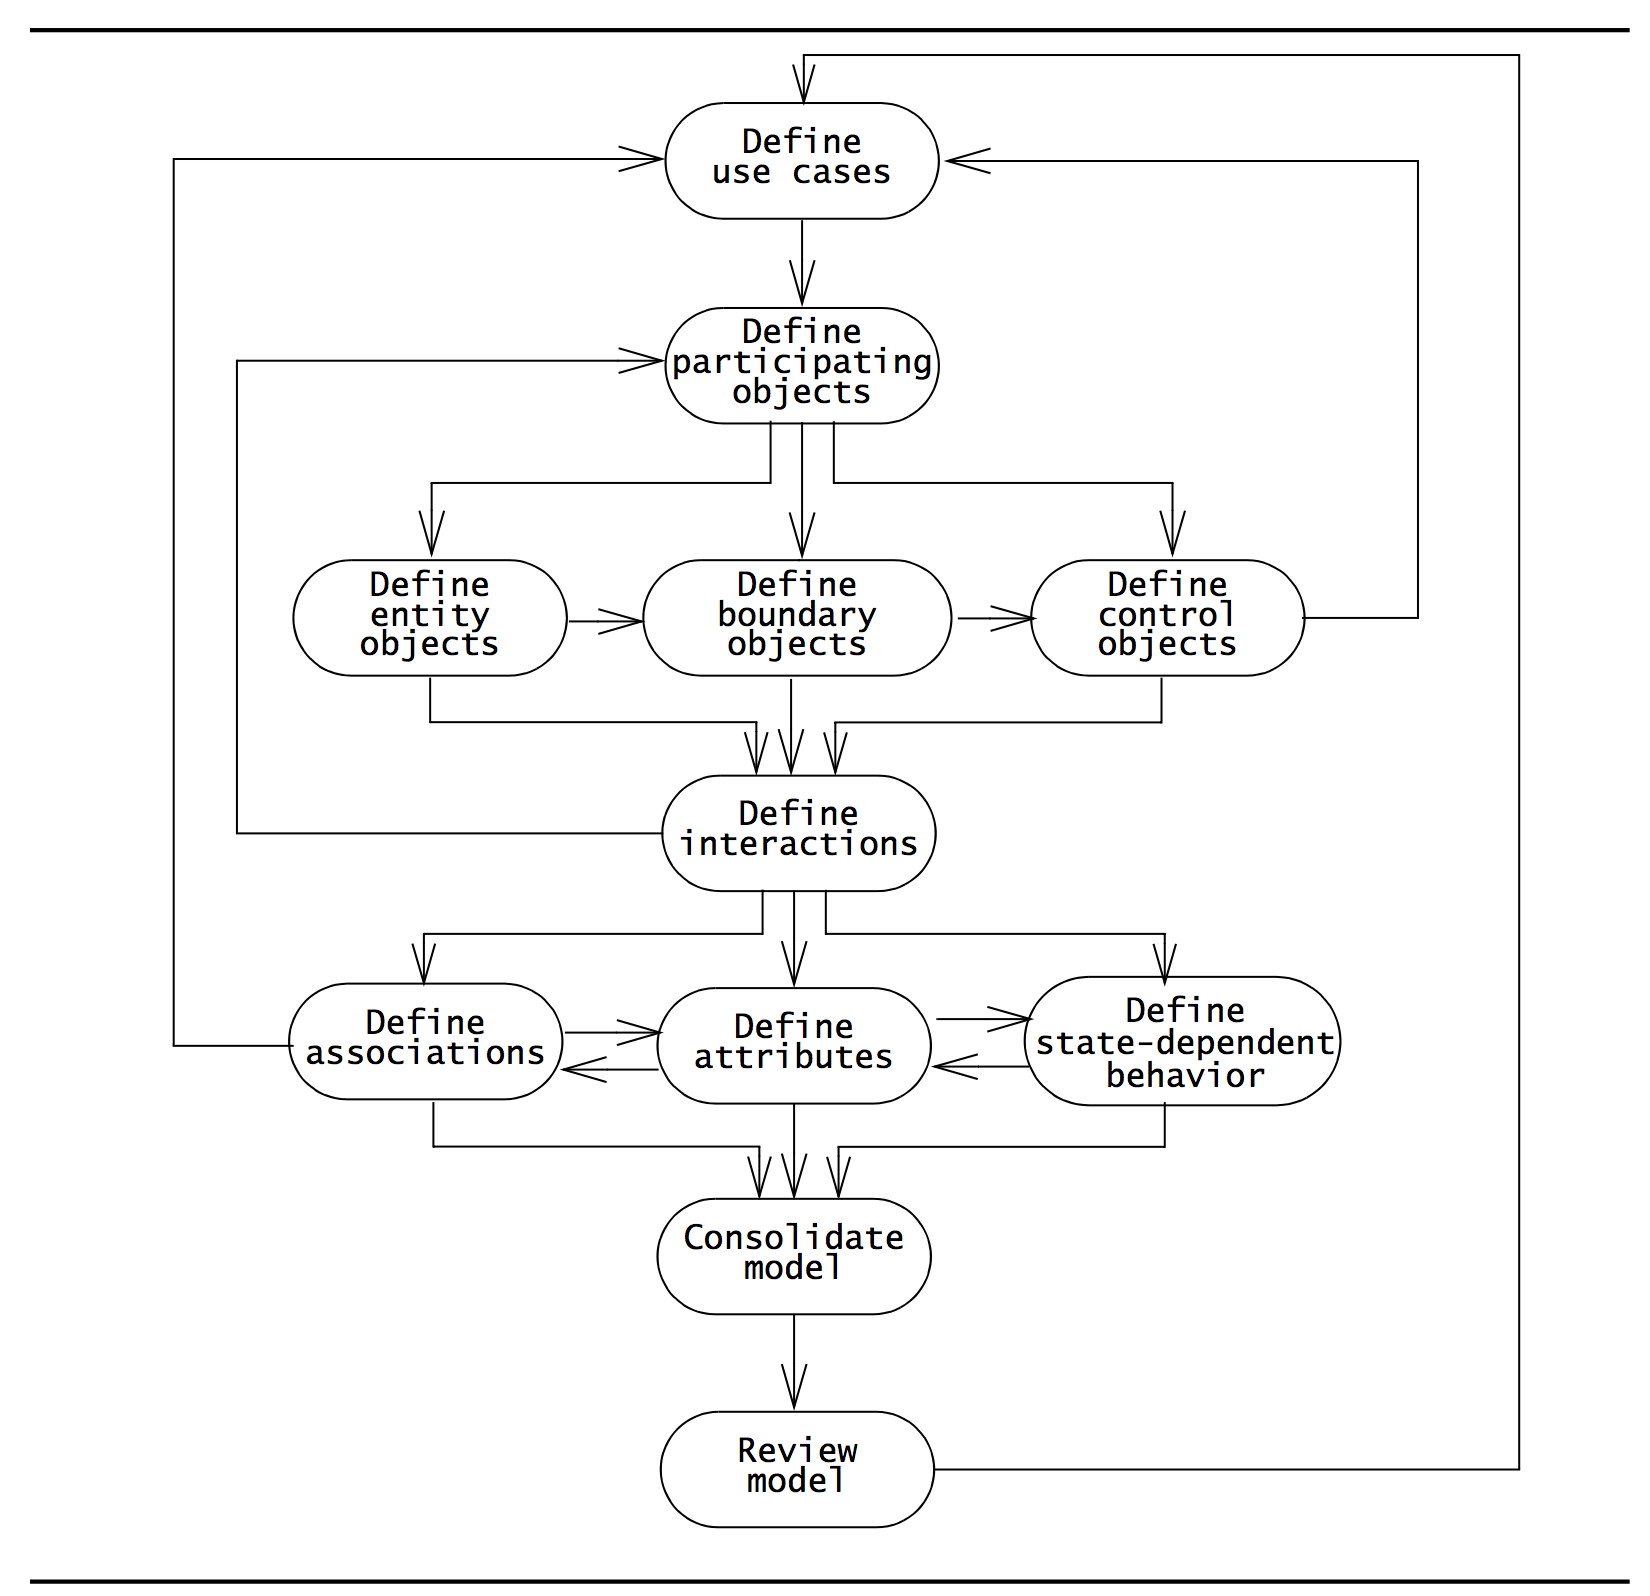 Define
use cases
Define
participating
objects
Define
entity
objects
Define
boundary
objects
Define
control
objects
Define
interactions
Define
associations
Define
attributes
Define
state-dependent
behavior
Consolidate
model
Review
model